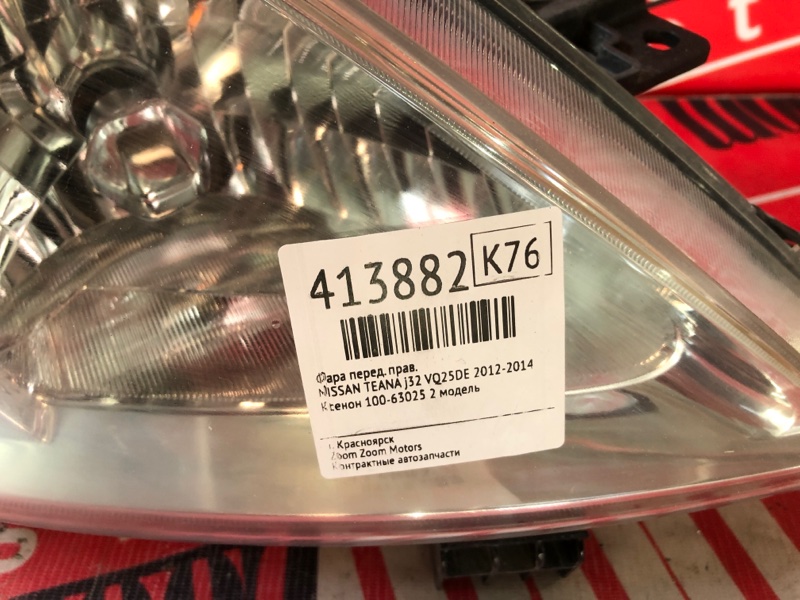 413882 K76
Фара перед. прав.
NISSAN TEANA J32 VQ25DE 2012-2014
Ксенон 100-63025 2 модель
г. Красноярск
Zoom Zoom Motors
Контрактные автозапчасти
t